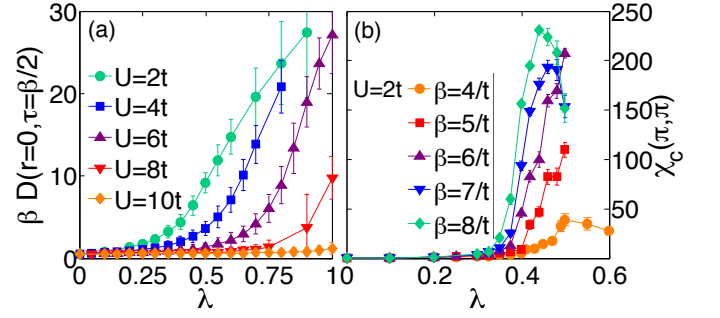 (a)
U=2t
U=4t
U=6t
U=8t
U=10t
β D(r=0,τ=β/2)
30
20
10
0
0 0.25 0.5 0.75 1
λ
(b)
U=2t
β=4/t
β=5/t
β=6/t
β=7/t
β=8/t
χc(π,π)
250
200
150
100
50
0
0 0.2 0.4 0.6
λ